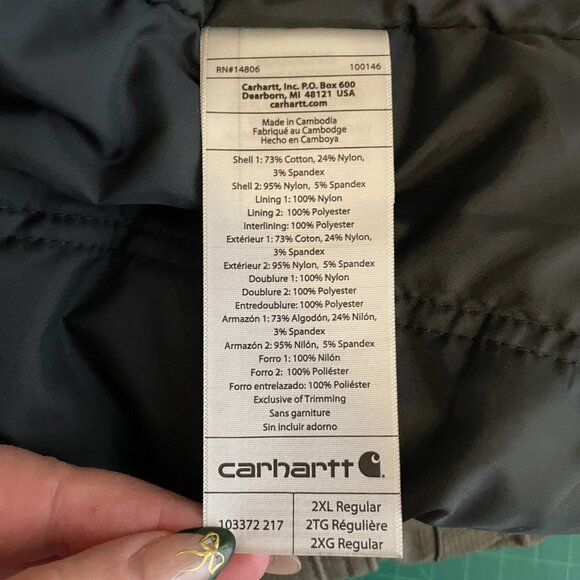 RN#14806 100146
Carhartt, Inc. P.O. Box 600
Dearborn, MI 48121 USA
carhartt.com
Made in Cambodia
Fabriqué au Cambodge
Hecho en Camboya
Shell 1: 73% Cotton, 24% Nylon,
3% Spandex
Shell 2: 95% Nylon, 5% Spandex
Lining 1: 100% Nylon
Lining 2: 100% Polyester
Interlining: 100% Polyester
Extérieur 1: 73% Coton, 24% Nylon,
3% Spandex
Extérieur 2: 95% Nylon, 5% Spandex
Doublure 1: 100% Nylon
Doublure 2: 100% Polyester
Entredoublure: 100% Polyester
Armazón 1: 73% Algodón, 24% Nilón,
3% Spandex
Armazón 2: 95% Nilón, 5% Spandex
Forro 1: 100% Nilón
Forro 2: 100% Poliéster
Forro entrelazado: 100% Poliéster
Exclusive of Trimming
Sans garniture
Sin incluir adorno
carhartt
103372 217
2XL Regular
2TG Régulière
2XG Regular